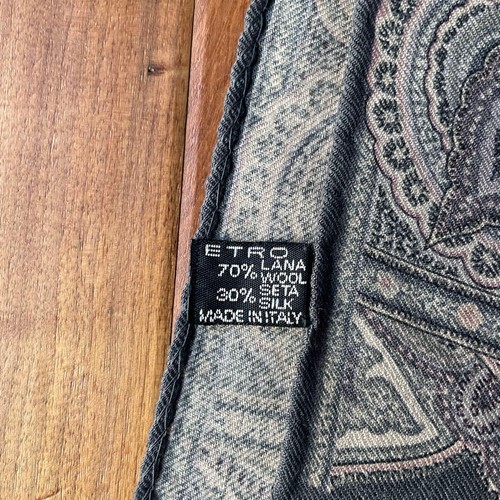 ETRO
70% LANA
WOOL
30% SETA
SILK
MADE IN ITALY